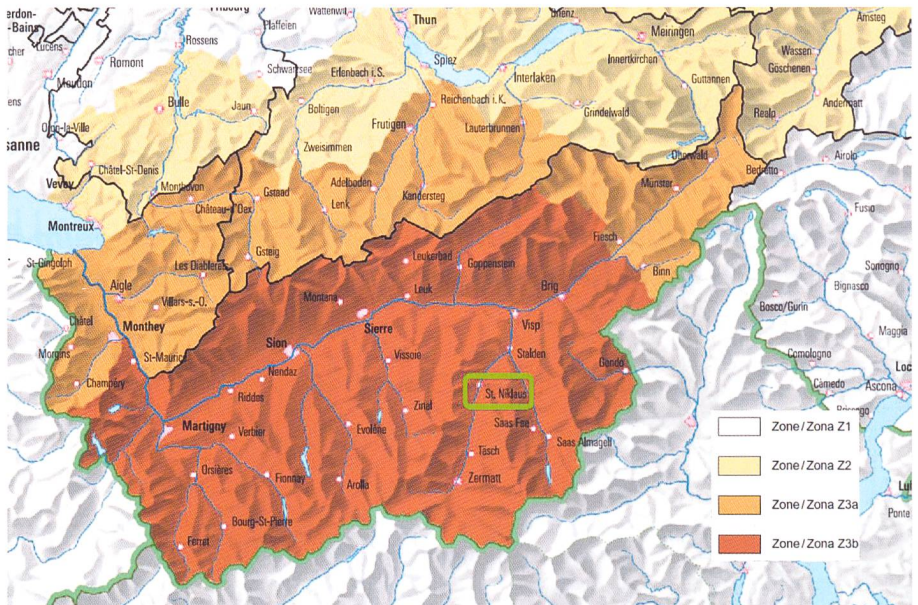 Thun
Plaffeien
Rossens
Lucens
Romont
Moudon
Schwarzsee
Erlenbach i. S.
Spiez
Interlaken
Brienz
Meiringen
Innertkirchen
Guttannen
Wassen
Göschenen
Amsteg
Andermatt
Realp
Bulle
Jaun
Boltigen
Reichenbach i. K.
Frutigen
Lauterbrunnen
Grindelwald
Zweisimmen
Oron-la-Ville
Châtel-St-Denis
Vevey
Montreux
Montbovon
Château-d'Oex
Gstaad
Lenk
Adelboden
Kandersteg
Oberwald
Münster
Bedretto
Airolo
Fusio
St-Gingolph
Gsteig
Les Diablerets
Aigle
Villars-s.-O.
Leukerbad
Goppenstein
Fiesch
Binn
Sonogno
Bignasco
Bosco/Gurin
Maggia
Châtel
Monthey
Montana
Leuk
Sierre
Brig
Visp
Morgins
St-Maurice
Sion
Vissoie
Stalden
Gondo
Comologno
Camedo
Ascona
Champéry
Nendaz
Riddes
St. Niklaus
Zinal
Martigny
Verbier
Evolène
Saas Fee
Saas Almagell
Täsch
Zermatt
Orsières
Fionnay
Arolla
Bourg-St-Pierre
Ferret
Zone/Zona Z1
Zone/Zona Z2
Zone/Zona Z3a
Zone/Zona Z3b
Ponte